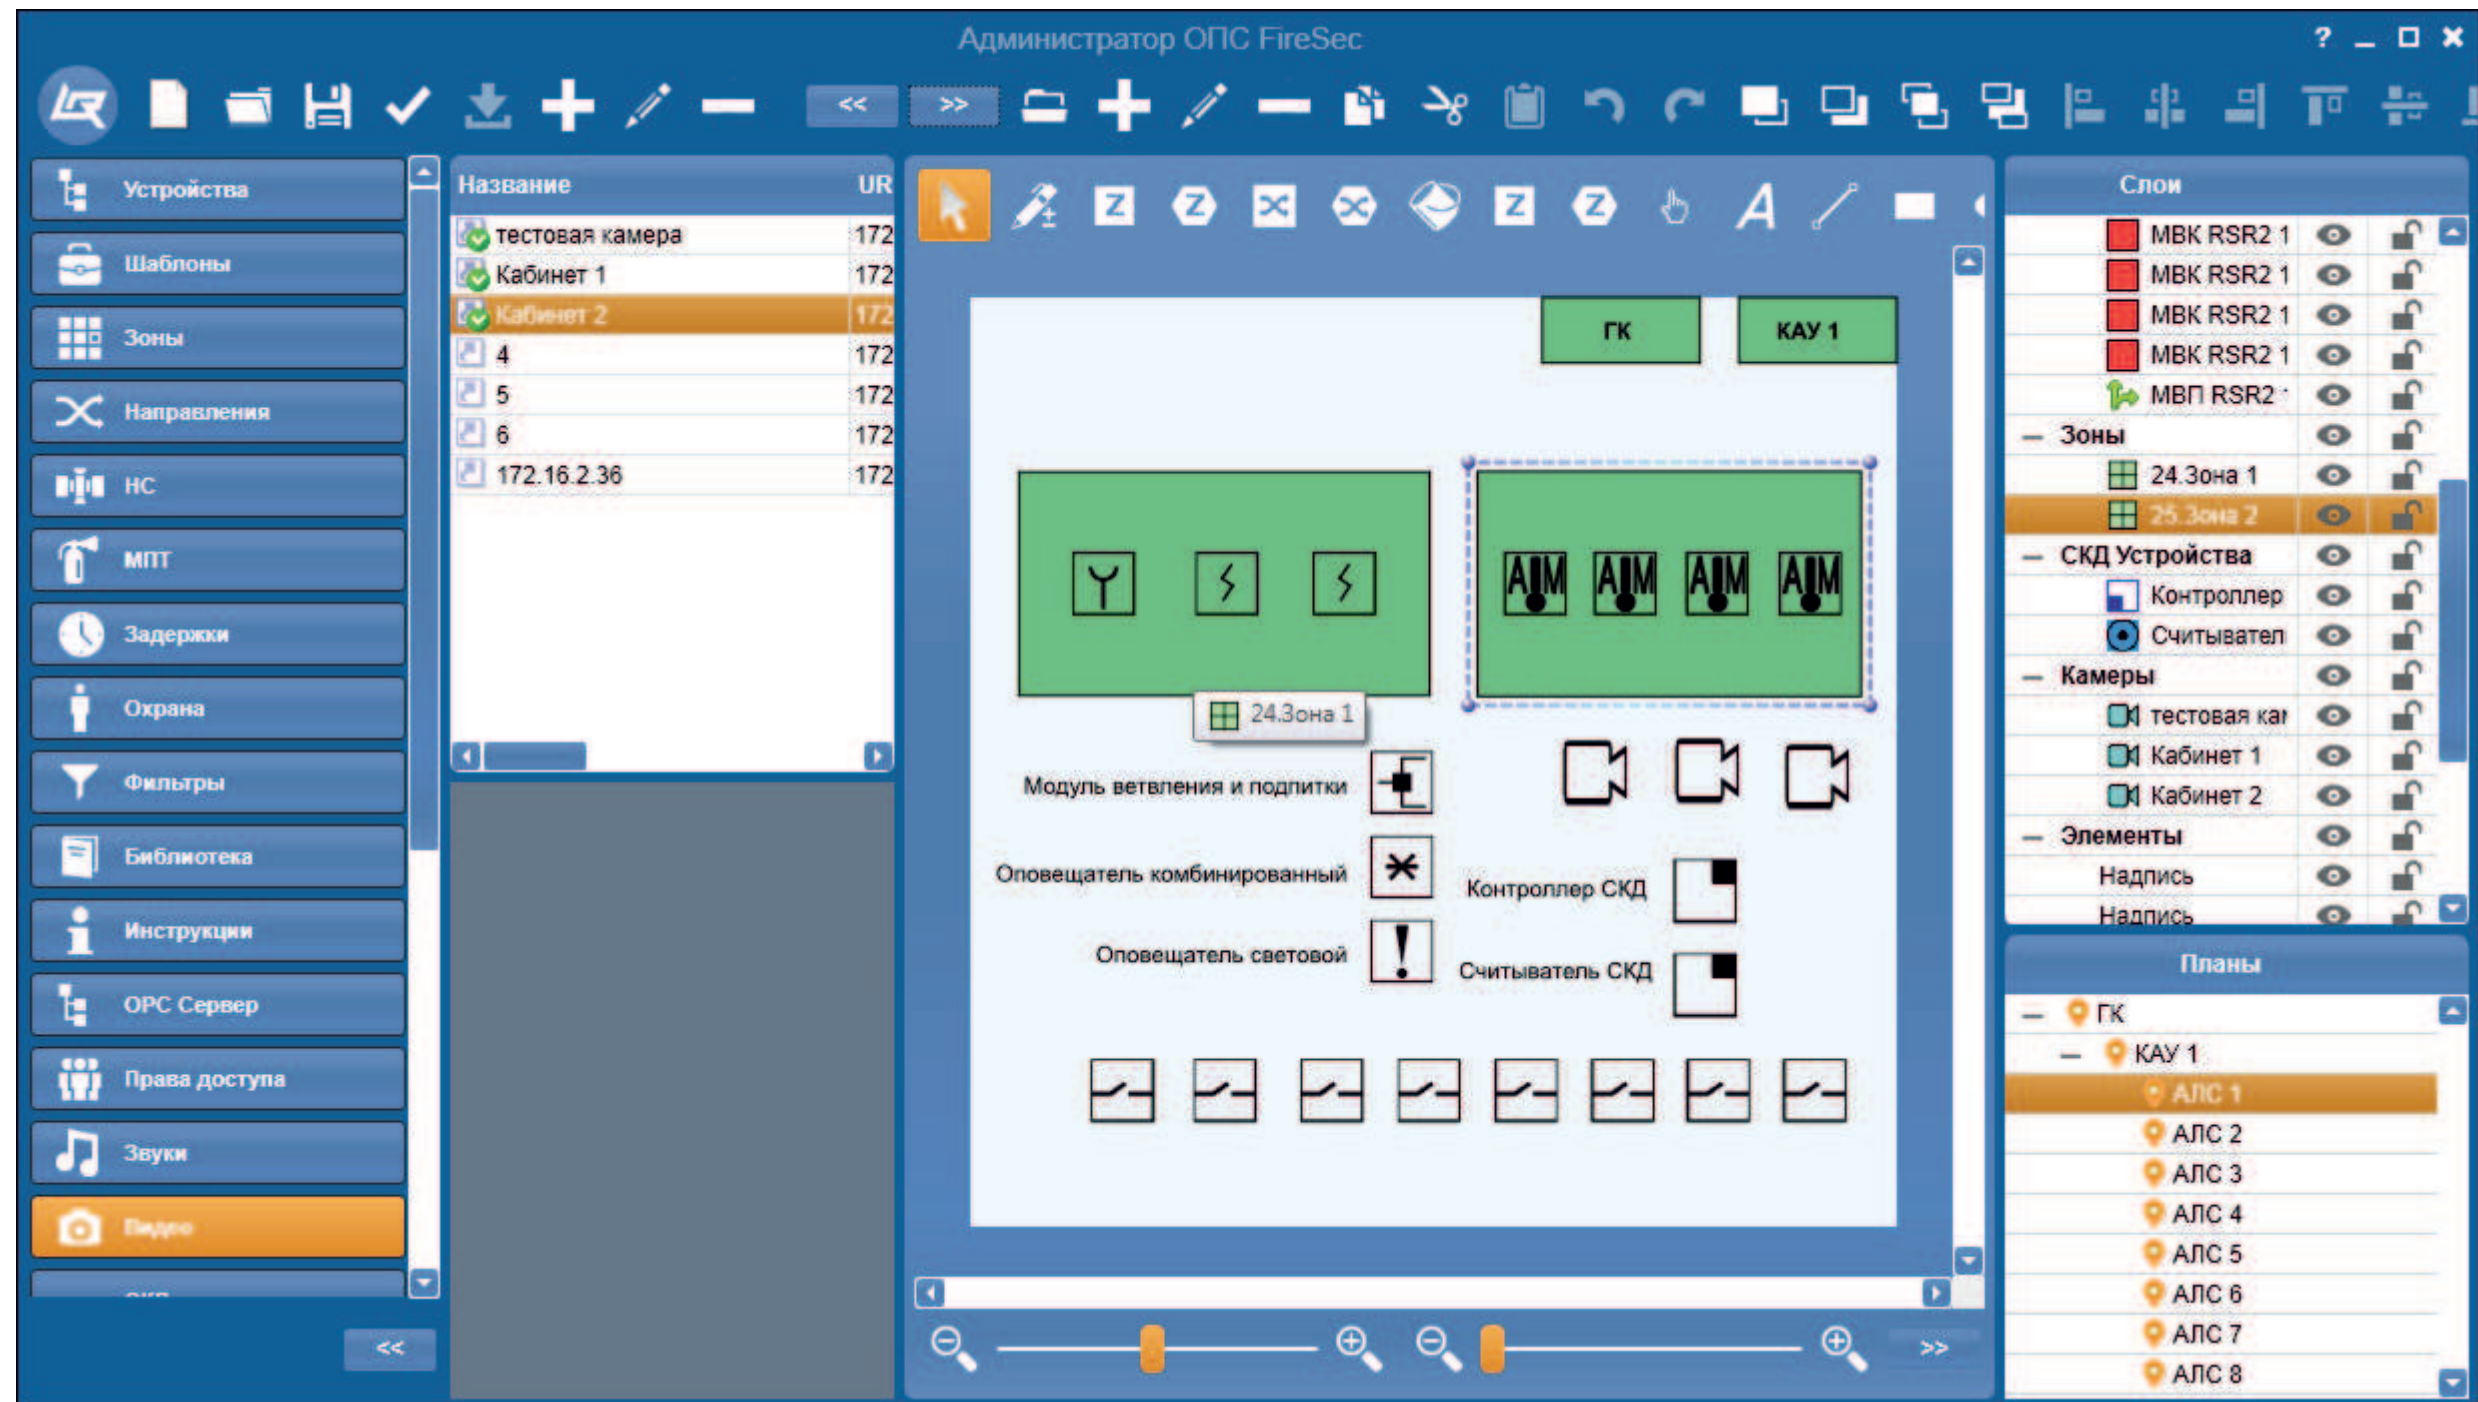 Администратор ОПС FireSec
?
<<
>>
Устройства
Шаблоны
Зоны
Направления
НС
МПТ
Задержки
Охрана
Фильтры
Библиотека
Инструкции
OPC Сервер
Права доступа
Звуки
Видео
<<
Название UR
тестовая камера 172
Кабинет 1 172
Кабинет 2 172
4 172
5 172
6 172
172.16.2.36 172
Z Z Z Z A
ГК
КАУ 1
АМ АМ АМ АМ
24.Зона 1
Модуль ветвления и подпитки
Оповещатель комбинированный
Контроллер СКД
Оповещатель световой
Считыватель СКД
>>
Слои
МВК RSR2 1
МВК RSR2 1
МВК RSR2 1
МВК RSR2 1
МВП RSR2
Зоны
24.Зона 1
25.Зона 2
СКД Устройства
Контроллер
Считывател
Камеры
тестовая кам
Кабинет 1
Кабинет 2
Элементы
Надпись
Надпись
Планы
ГК
КАУ 1
АЛС 1
АЛС 2
АЛС 3
АЛС 4
АЛС 5
АЛС 6
АЛС 7
АЛС 8